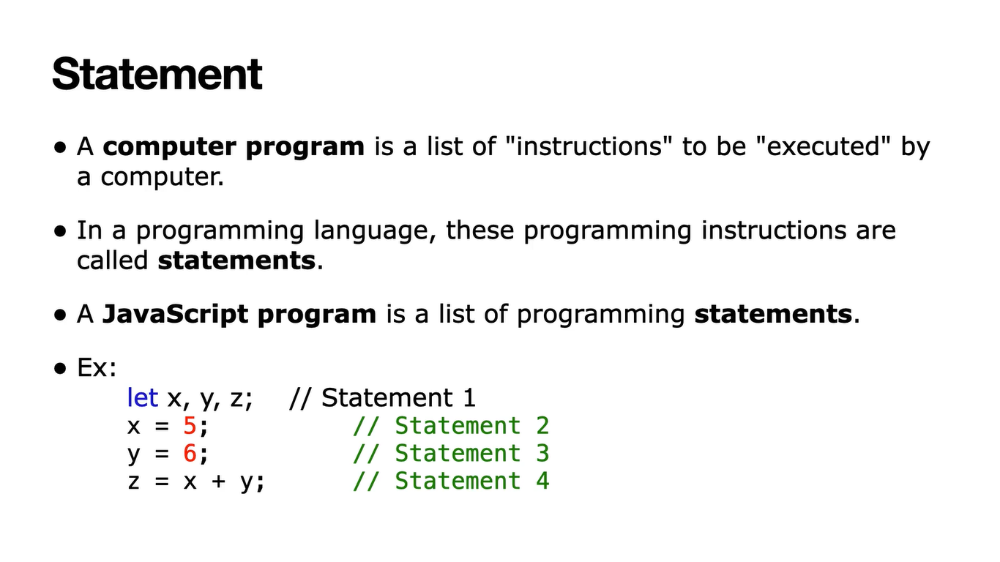 Statement
● A computer program is a list of "instructions" to be "executed" by
a computer.
● In a programming language, these programming instructions are
called statements.
● A JavaScript program is a list of programming statements.
● Ex:
let x, y, z; // Statement 1
x = 5; // Statement 2
y = 6; // Statement 3
z = x + y; // Statement 4